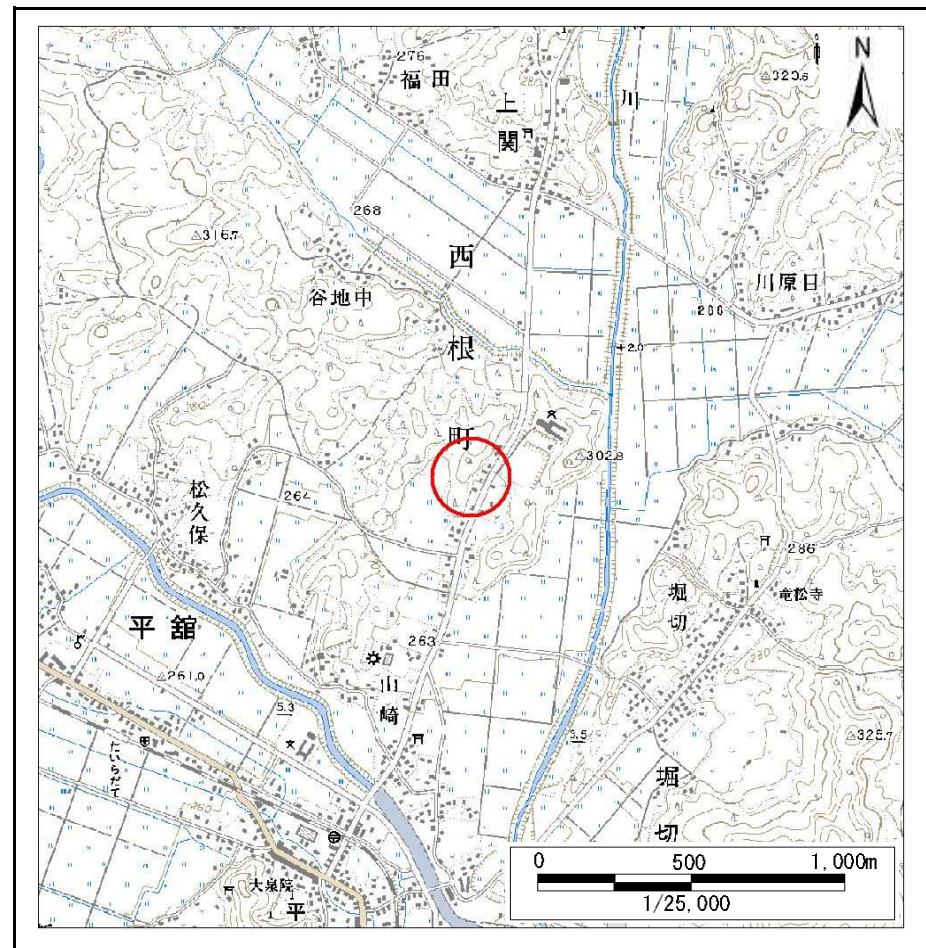 N
276
福田
上関
川
△320.6
268
△316.7
西根町
谷地中
川原目
+2.0
△302.8
松久保
264
286
堀切
竜松寺
平舘
263
△261.0
5.3
山崎
3.5
△325.7
たいらだて
堀切
大泉院
平
0 500 1,000m
1/25,000